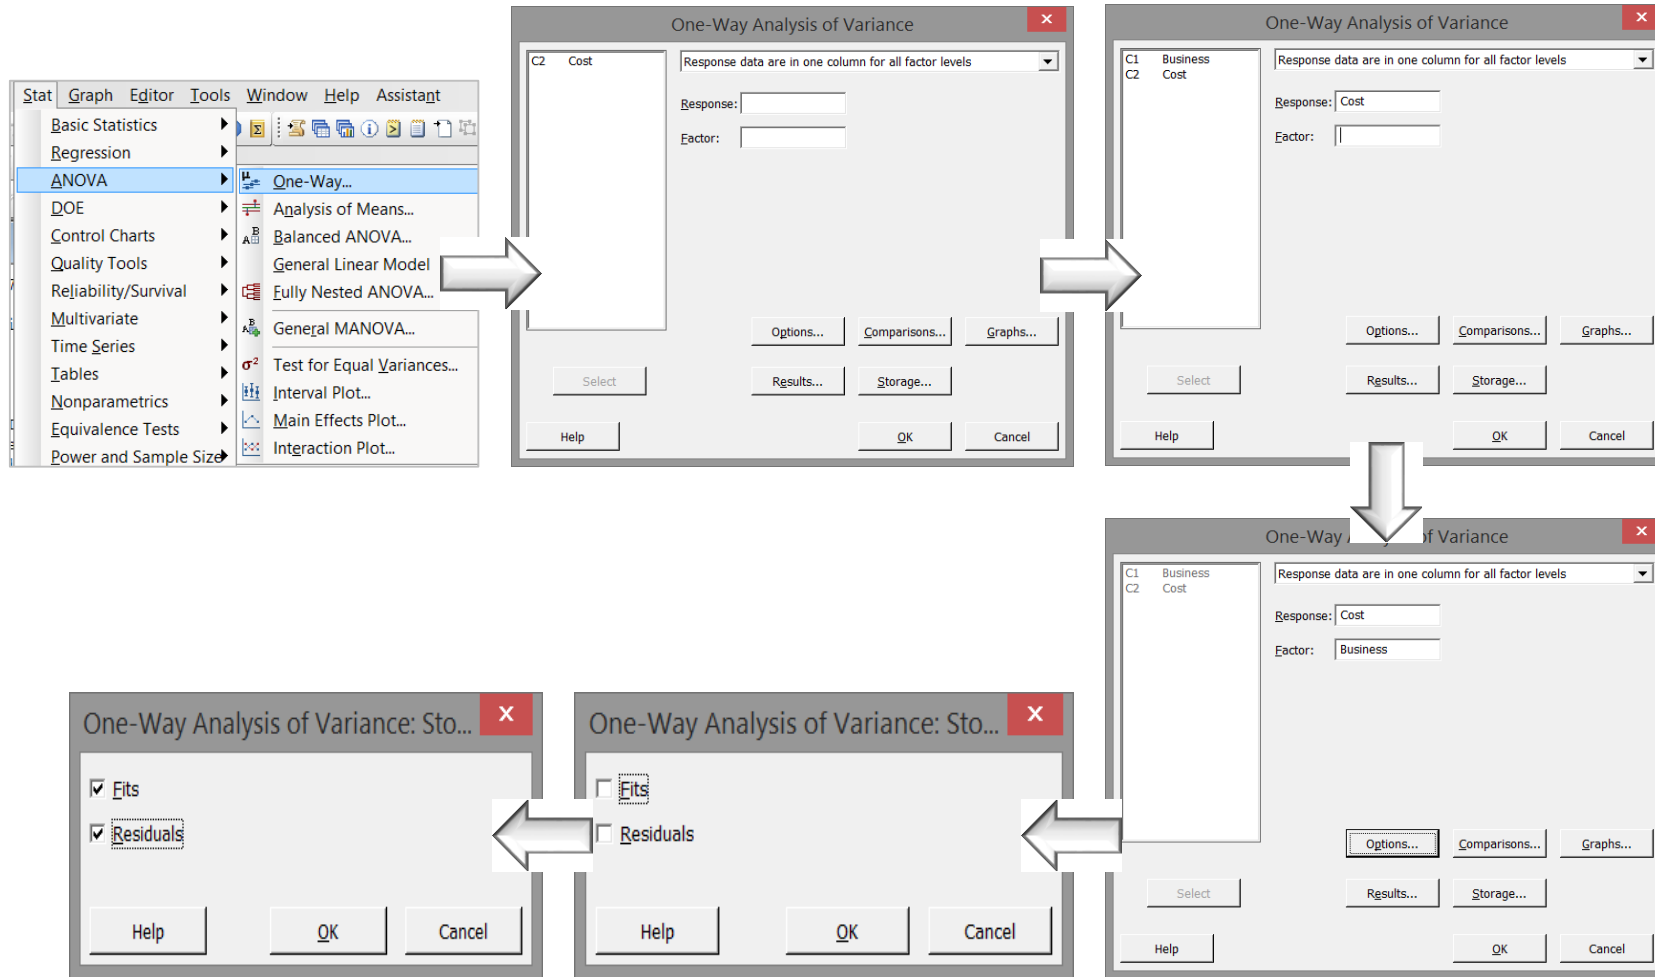 Stat Graph Editor Tools Window Help Assistant
Basic Statistics
Regression
ANOVA
DOE
Control Charts
Quality Tools
Reliability/Survival
Multivariate
Time Series
Tables
Nonparametrics
Equivalence Tests
Power and Sample Size
One-Way...
Analysis of Means...
Balanced ANOVA...
General Linear Model
Fully Nested ANOVA...
General MANOVA...
σ² Test for Equal Variances...
Interval Plot...
Main Effects Plot...
Interaction Plot...
One-Way Analysis of Variance
C2 Cost
Response data are in one column for all factor levels
Response:
Factor:
Options... Comparisons... Graphs...
Select Results... Storage...
Help OK Cancel
One-Way Analysis of Variance
C1 Business
C2 Cost
Response data are in one column for all factor levels
Response: Cost
Factor:
Options... Comparisons... Graphs...
Select Results... Storage...
Help OK Cancel
One-Way of Variance
C1 Business
C2 Cost
Response data are in one column for all factor levels
Response: Cost
Factor: Business
Options... Comparisons... Graphs...
Select Results... Storage...
Help OK Cancel
One-Way Analysis of Variance: Sto...
Fits
Residuals
Help OK Cancel
One-Way Analysis of Variance: Sto...
Fits
Residuals
Help OK Cancel